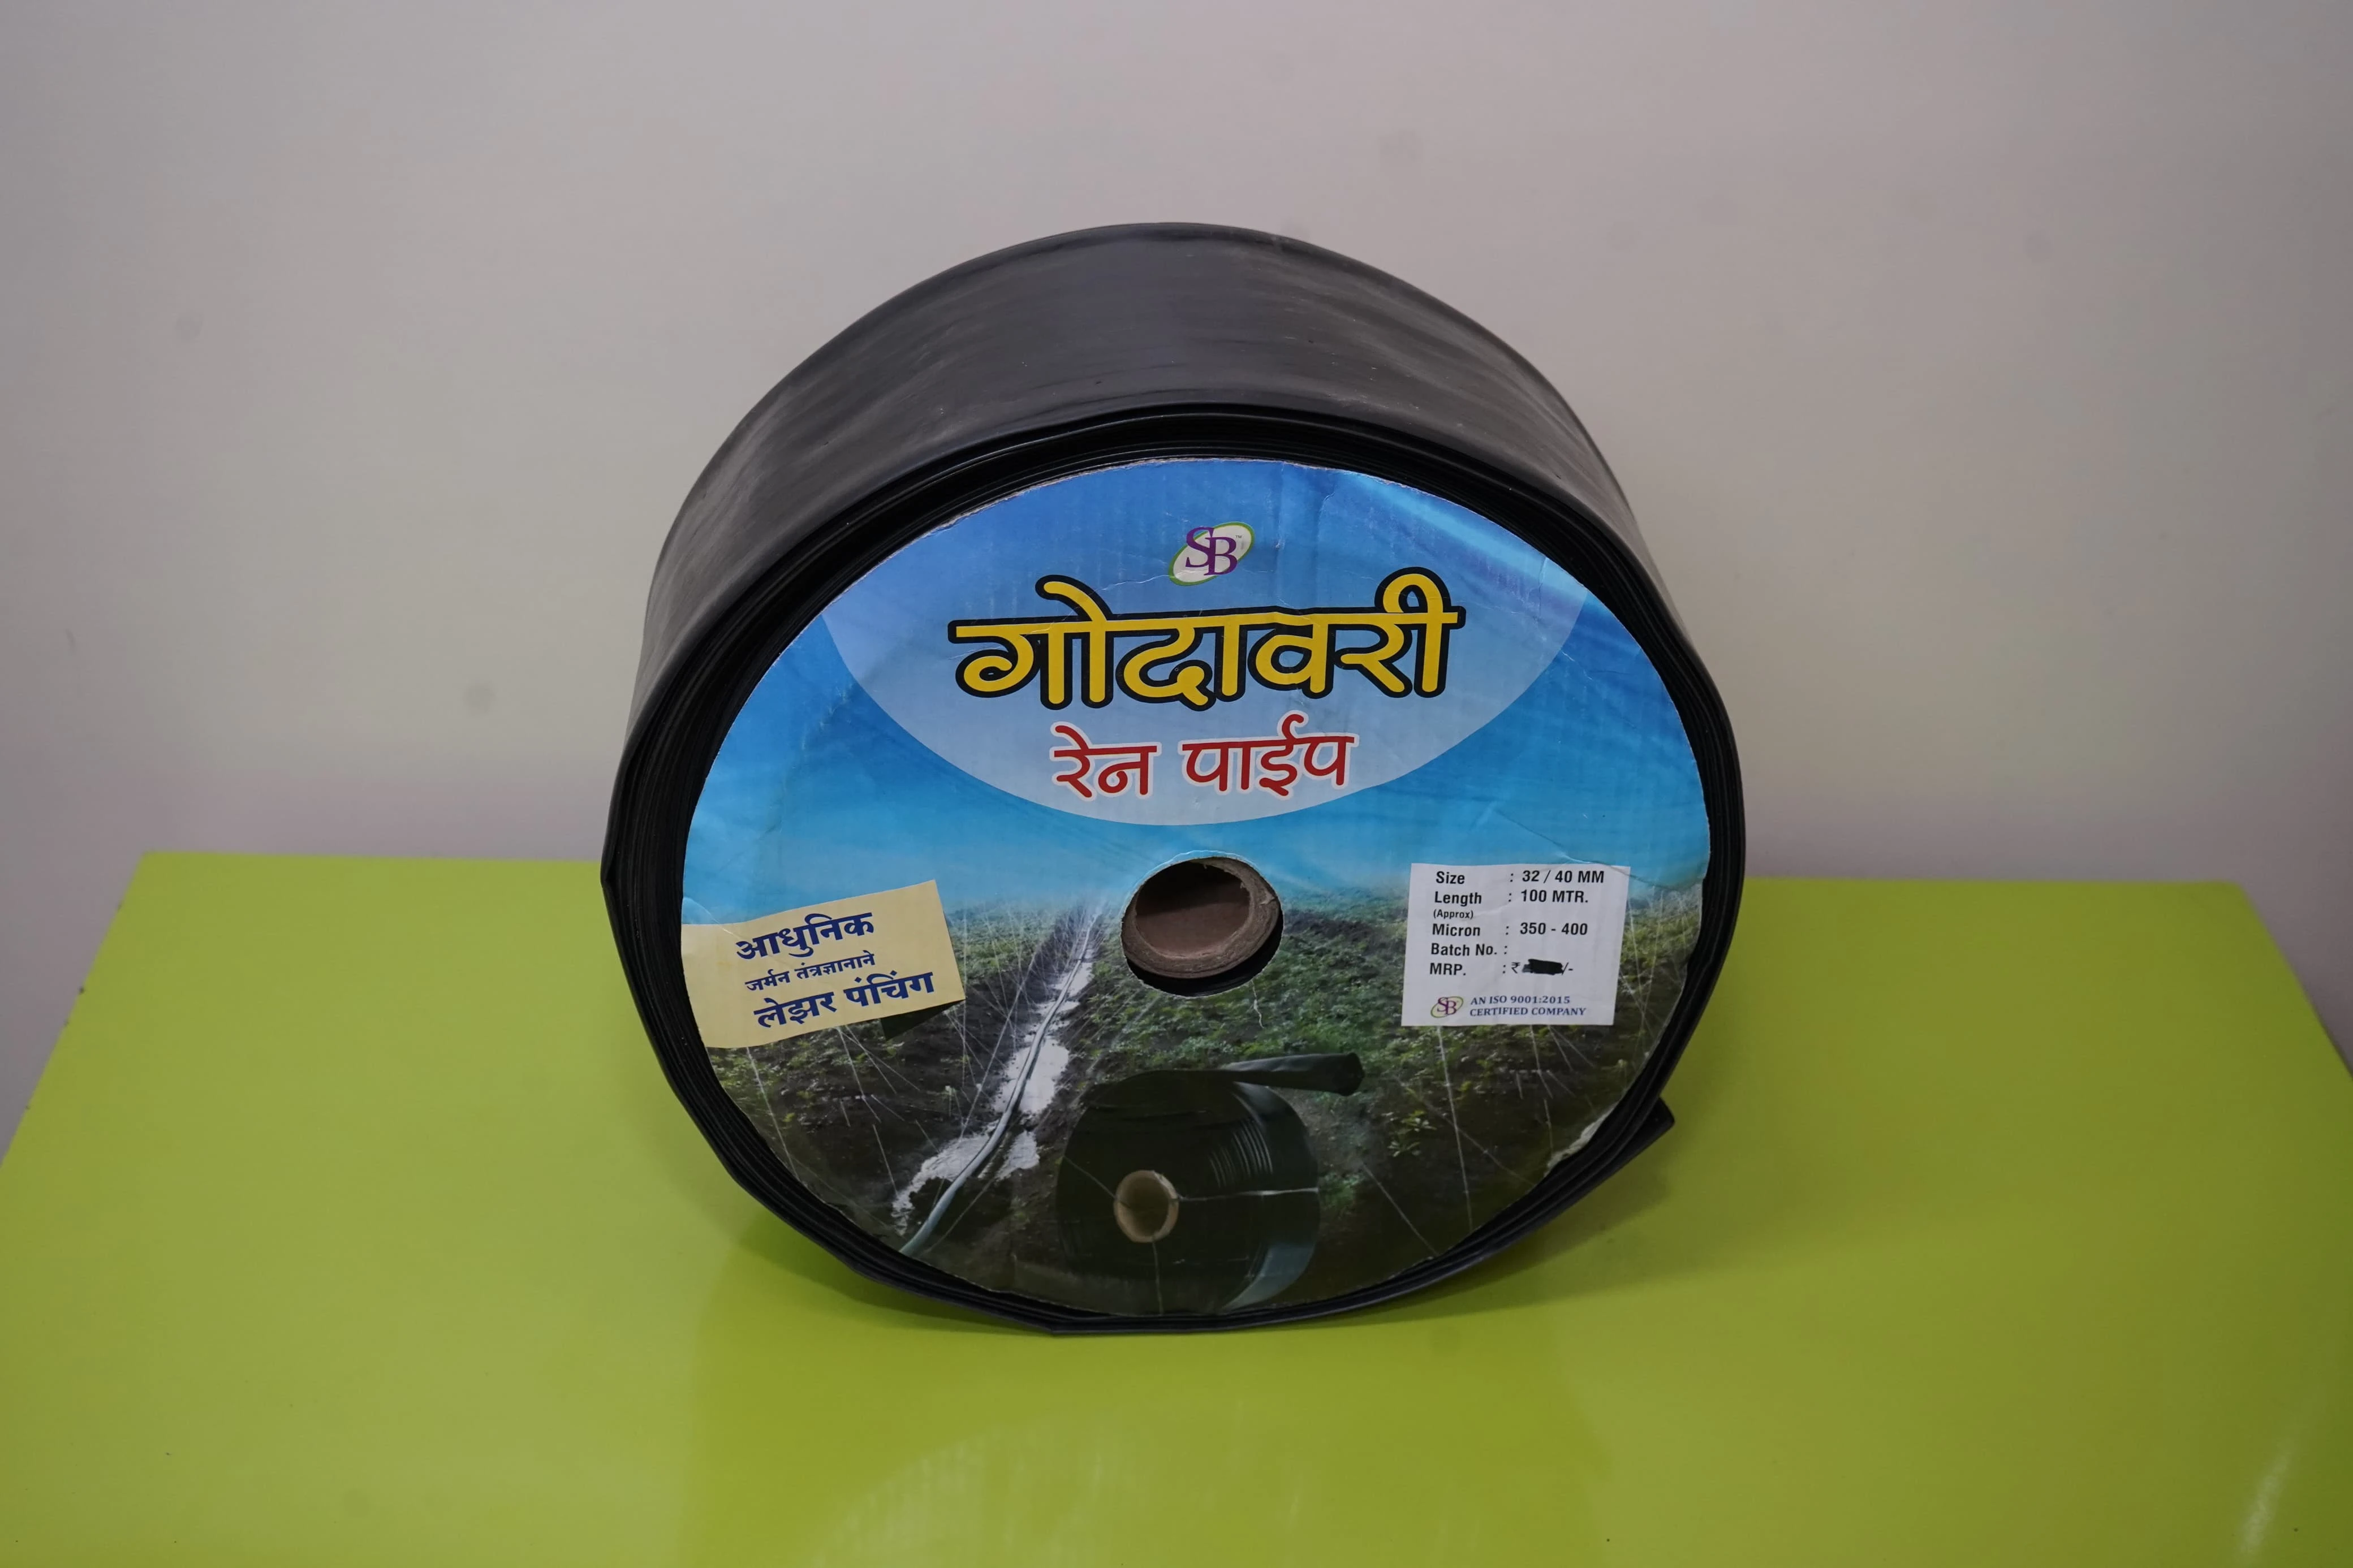 SB™
गोदावरी
रेन पाईप
आधुनिक
जर्मन तंत्रज्ञानाने
लेझर पंचिंग
Size : 32 / 40 MM
Length : 100 MTR.
(Approx)
Micron : 350 - 400
Batch No. :
MRP. : ₹ /-
SB AN ISO 9001:2015
CERTIFIED COMPANY